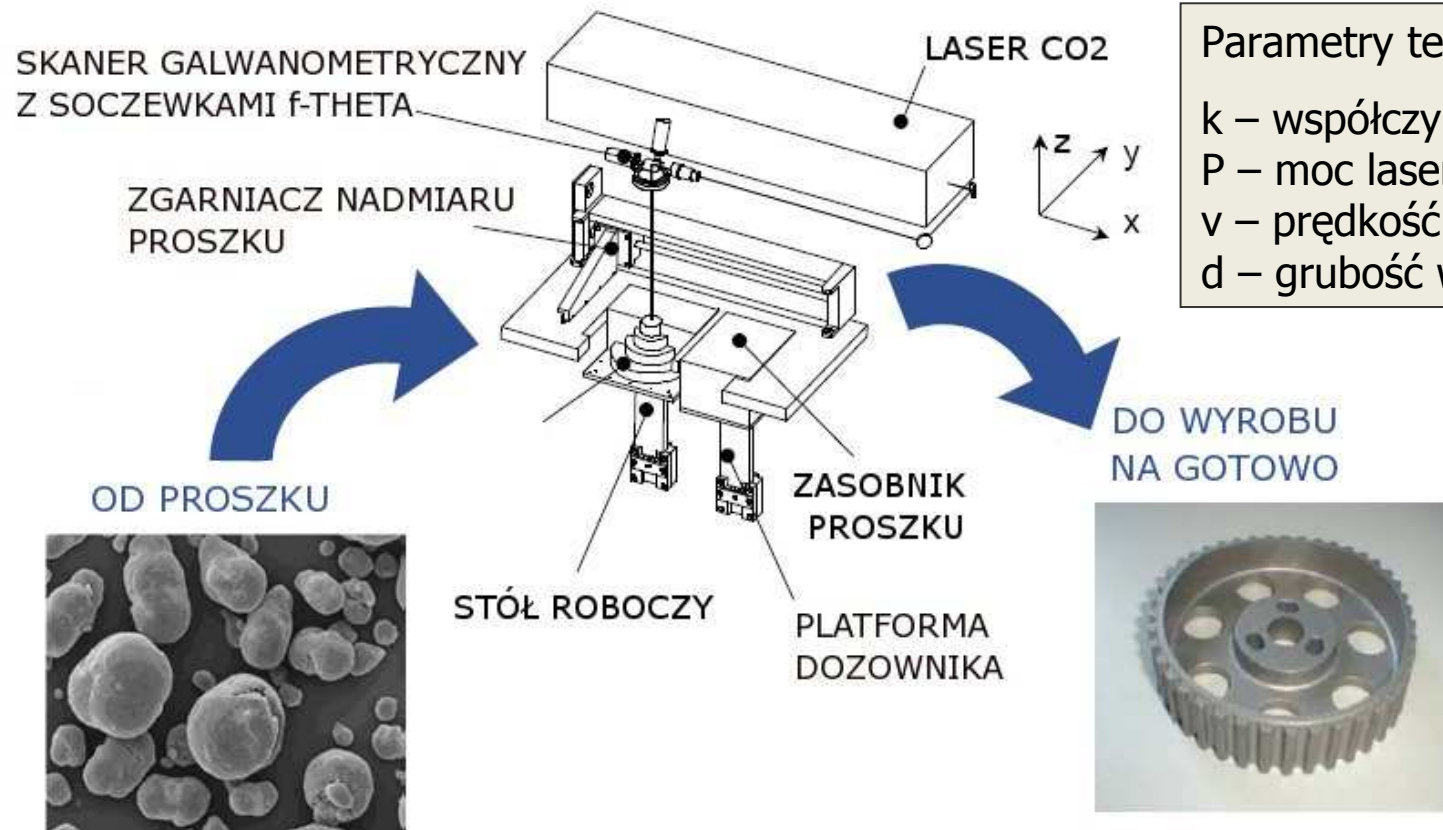 SKANER GALWANOMETRYCZNY
Z SOCZEWKAMI f-THETA
LASER CO2
ZGARNIACZ NADMIARU
PROSZKU
z
y
x
Parametry te
k – współczy
P – moc laser
v – prędkość
d – grubość w
OD PROSZKU
DO WYROBU
NA GOTOWO
ZASOBNIK
PROSZKU
STÓŁ ROBOCZY
PLATFORMA
DOZOWNIKA